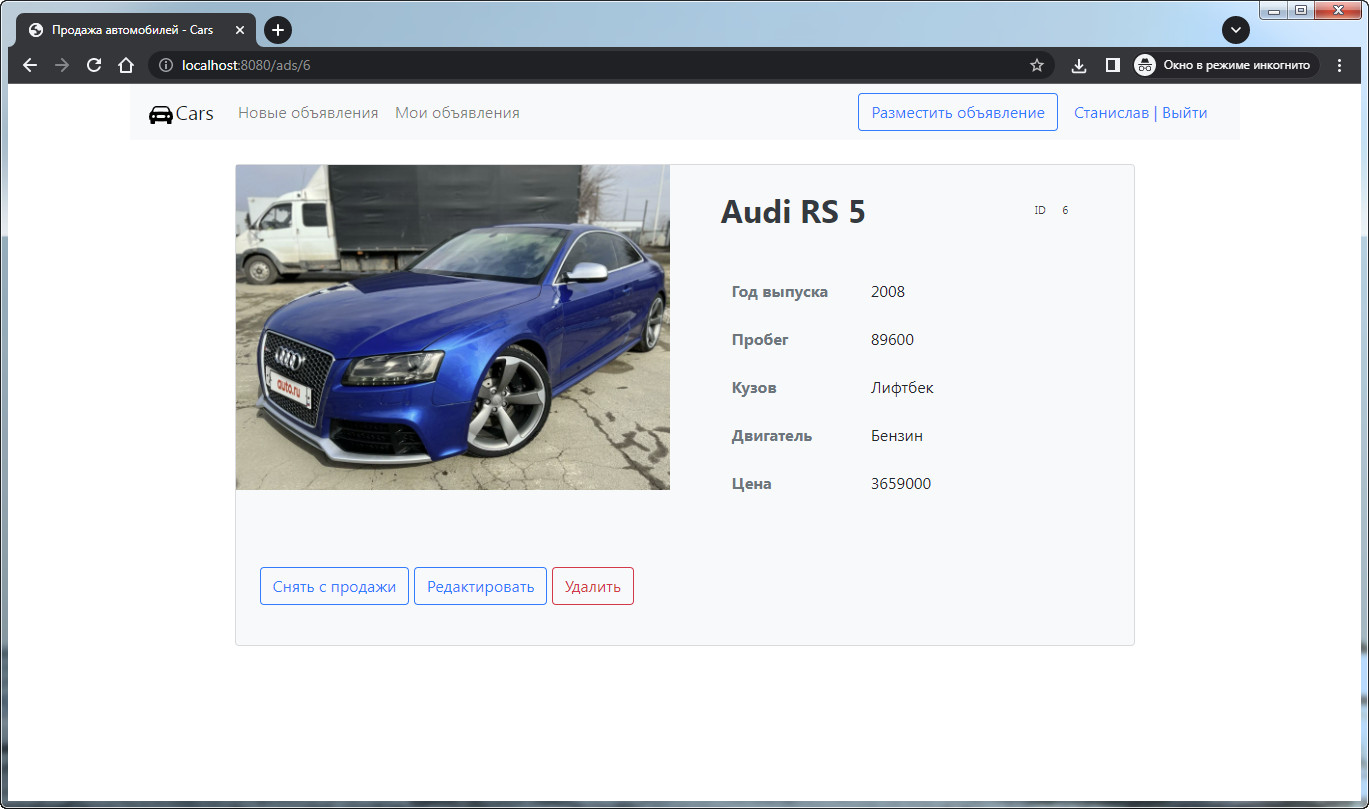 Продажа автомобилей - Cars
localhost:8080/ads/6
Окно в режиме инкогнито
Cars Новые объявления Мои объявления Разместить объявление Станислав | Выйти
Audi RS 5 ID 6
Год выпуска 2008
Пробег 89600
Кузов Лифтбек
Двигатель Бензин
Цена 3659000
auto.ru
Снять с продажи Редактировать Удалить